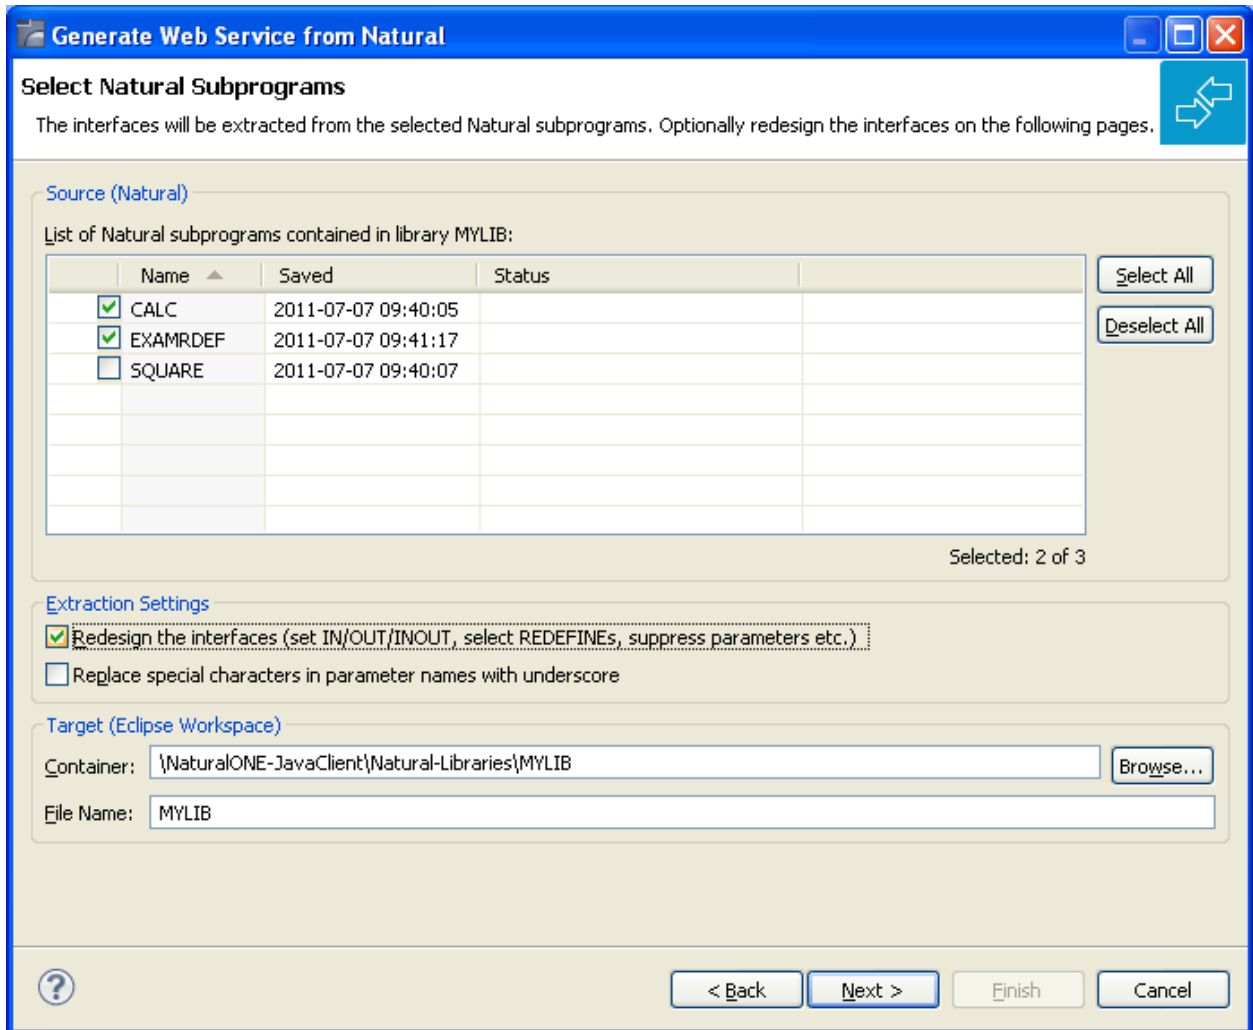 Generate Web Service from Natural
Select Natural Subprograms
The interfaces will be extracted from the selected Natural subprograms. Optionally redesign the interfaces on the following pages.
Source (Natural)
List of Natural subprograms contained in library MYLIB:
Name Saved Status
Select All
CALC 2011-07-07 09:40:05
Deselect All
EXAMRDEF 2011-07-07 09:41:17
SQUARE 2011-07-07 09:40:07
Selected: 2 of 3
Extraction Settings
Redesign the interfaces (set IN/OUT/INOUT, select REDEFINEs, suppress parameters etc.)
Replace special characters in parameter names with underscore
Target (Eclipse Workspace)
Container: \NaturalONE-JavaClient\Natural-Libraries\MYLIB Browse...
File Name: MYLIB
? < Back Next > Finish Cancel